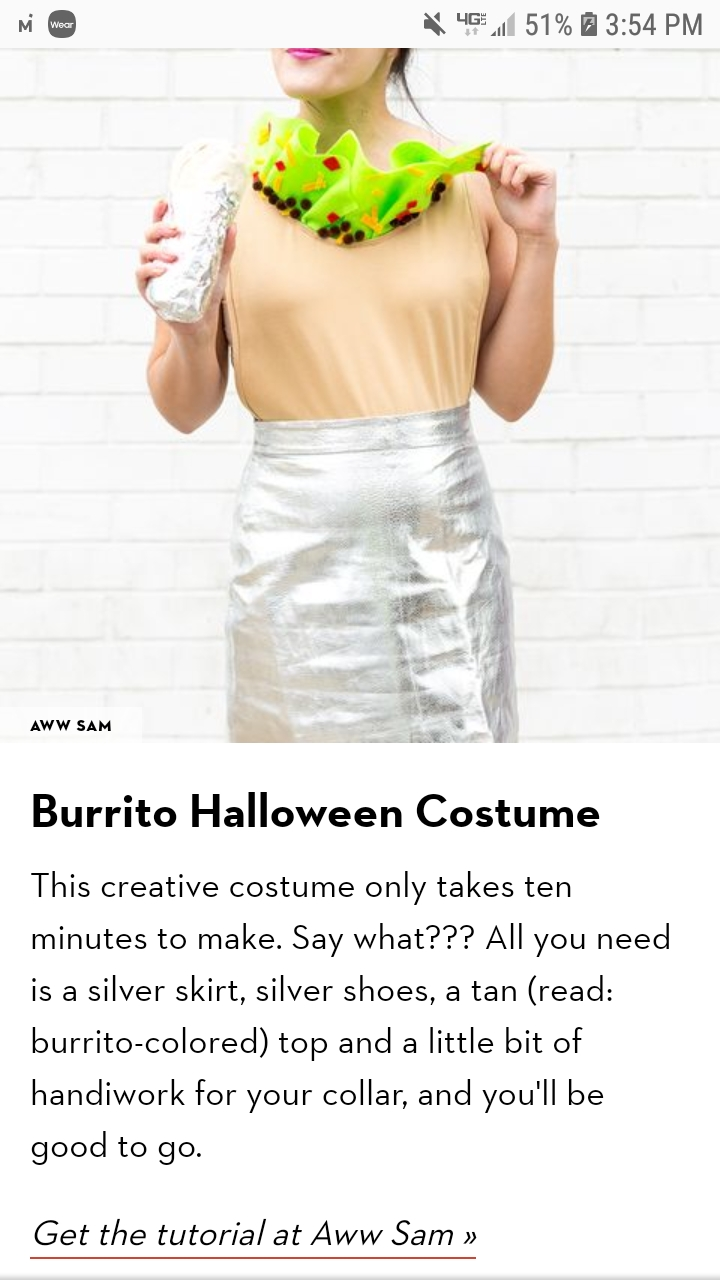 Wear 4G LTE 51% 3:54 PM
AWW SAM
Burrito Halloween Costume
This creative costume only takes ten
minutes to make. Say what??? All you need
is a silver skirt, silver shoes, a tan (read:
burrito-colored) top and a little bit of
handiwork for your collar, and you'll be
good to go.
Get the tutorial at Aww Sam »